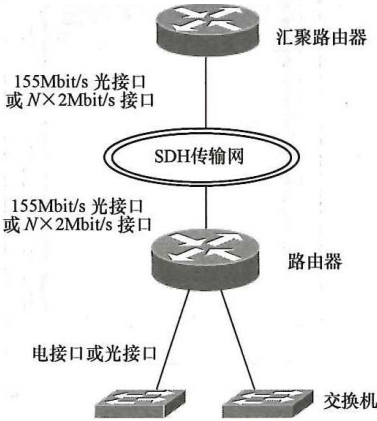 汇聚路由器
155Mbit/s 光接口
或 N×2Mbit/s 接口
SDH传输网
155Mbit/s 光接口
或 N×2Mbit/s 接口
路由器
电接口或光接口
交换机